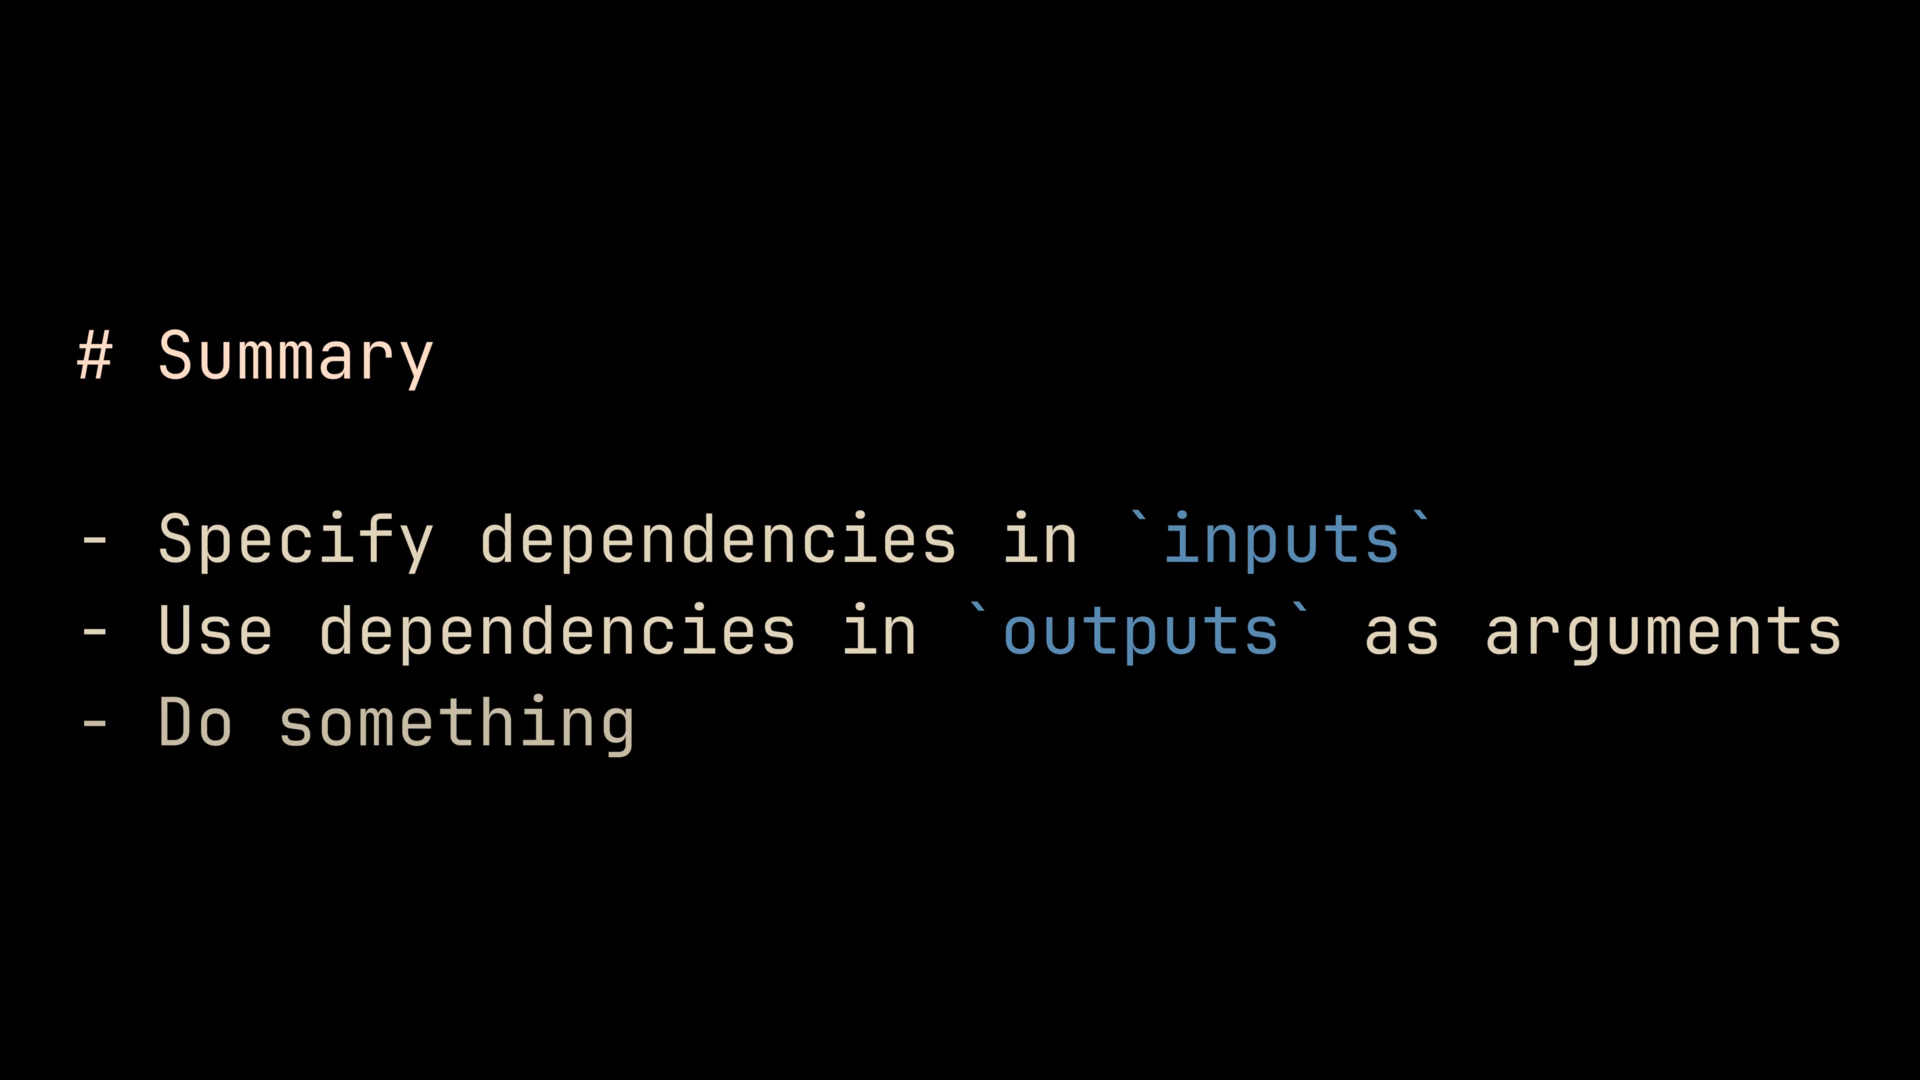 # Summary
- Specify dependencies in `inputs`
- Use dependencies in `outputs` as arguments
- Do something